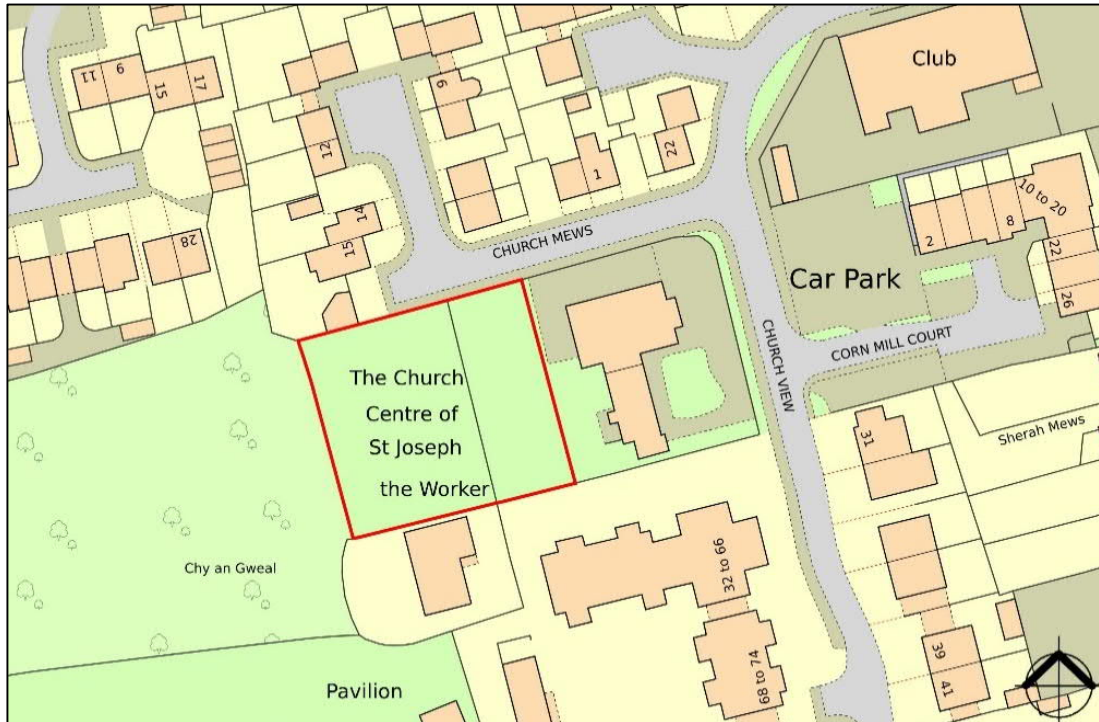 Club
11
9
15
17
6
12
1
22
10 to 20
8
2
22
26
14
15
28
CHURCH MEWS
Car Park
CHURCH VIEW
CORN MILL COURT
The Church
Centre of
St Joseph
the Worker
31
Sherah Mews
Chy an Gweal
32 to 66
39
41
68 to 74
Pavilion